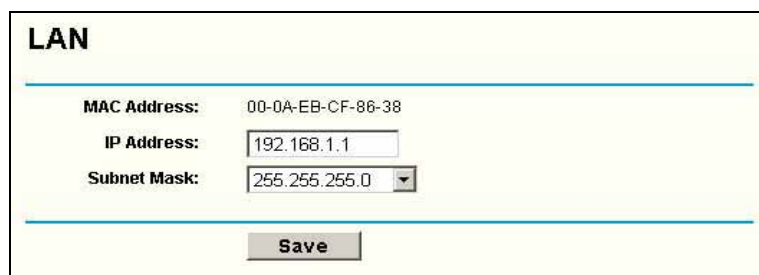 LAN
MAC Address: 00-0A-EB-CF-86-38
IP Address: 192.168.1.1
Subnet Mask: 255.255.255.0
Save